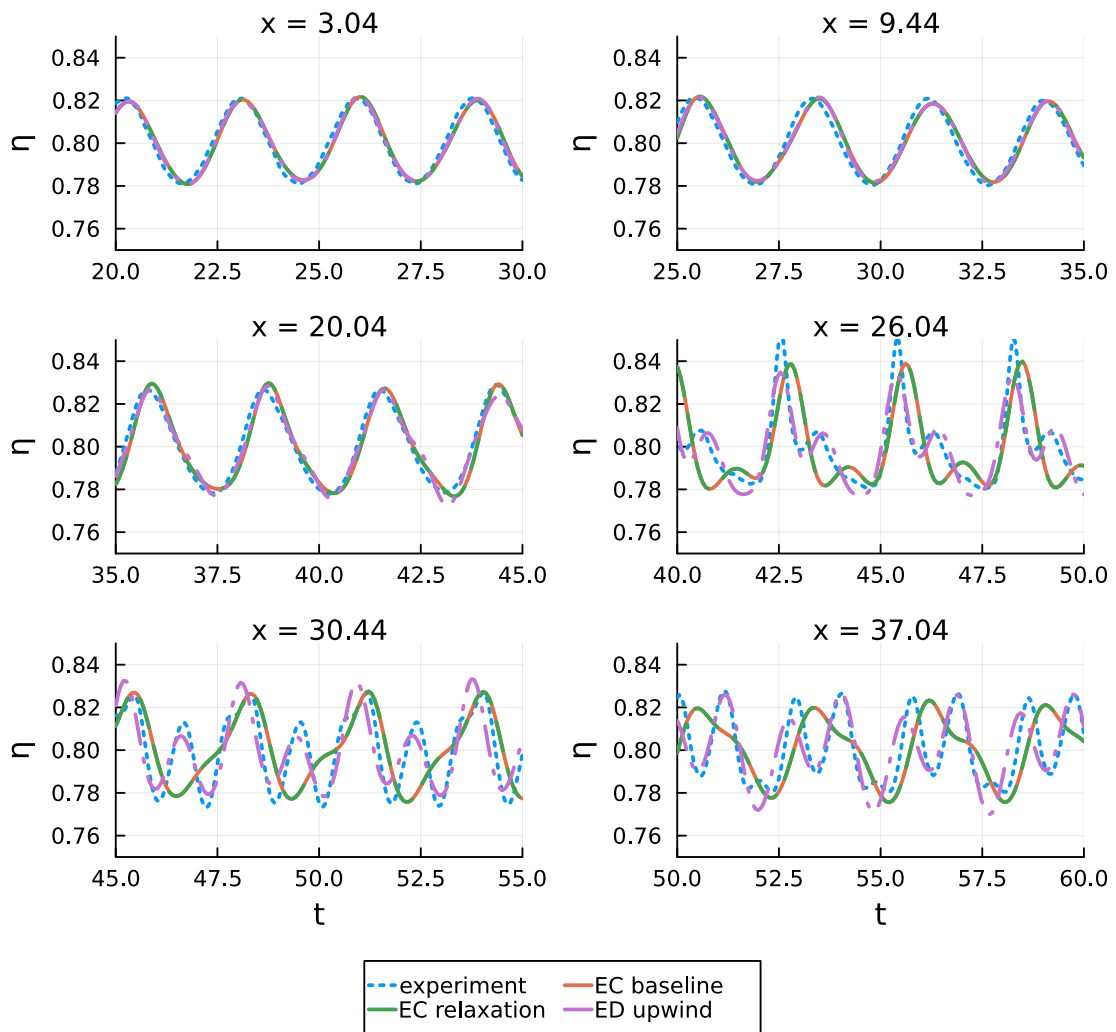 x = 3.04
x = 9.44
η
0.84
0.82
0.80
0.78
0.76
20.0 22.5 25.0 27.5 30.0
η
0.84
0.82
0.80
0.78
0.76
25.0 27.5 30.0 32.5 35.0
x = 20.04
x = 26.04
η
0.84
0.82
0.80
0.78
0.76
35.0 37.5 40.0 42.5 45.0
η
0.84
0.82
0.80
0.78
0.76
40.0 42.5 45.0 47.5 50.0
x = 30.44
x = 37.04
η
0.84
0.82
0.80
0.78
0.76
45.0 47.5 50.0 52.5 55.0
t
η
0.84
0.82
0.80
0.78
0.76
50.0 52.5 55.0 57.5 60.0
t
experiment EC baseline
EC relaxation ED upwind